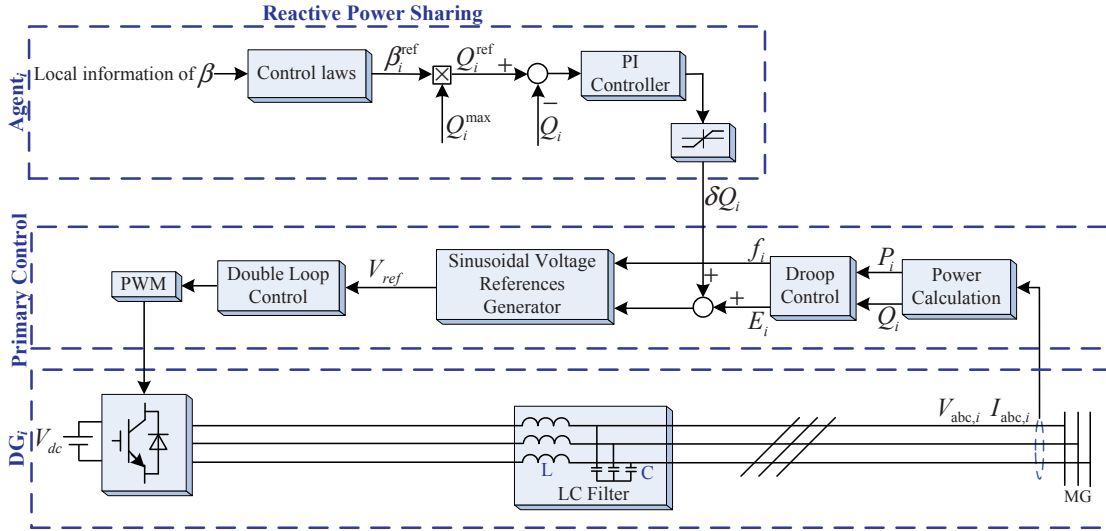 Reactive Power Sharing
Agent_i
Local information of β
Control laws
β_i^ref
Q_i^ref
+
PI
Controller
Q_i^max
−
Q_i
δQ_i
Primary Control
PWM
Double Loop
Control
V_ref
Sinusoidal Voltage
References
Generator
f_i
+
+
E_i
Droop
Control
P_i
Q_i
Power
Calculation
DG_i
V_dc
L
C
LC Filter
V_abc,i I_abc,i
MG